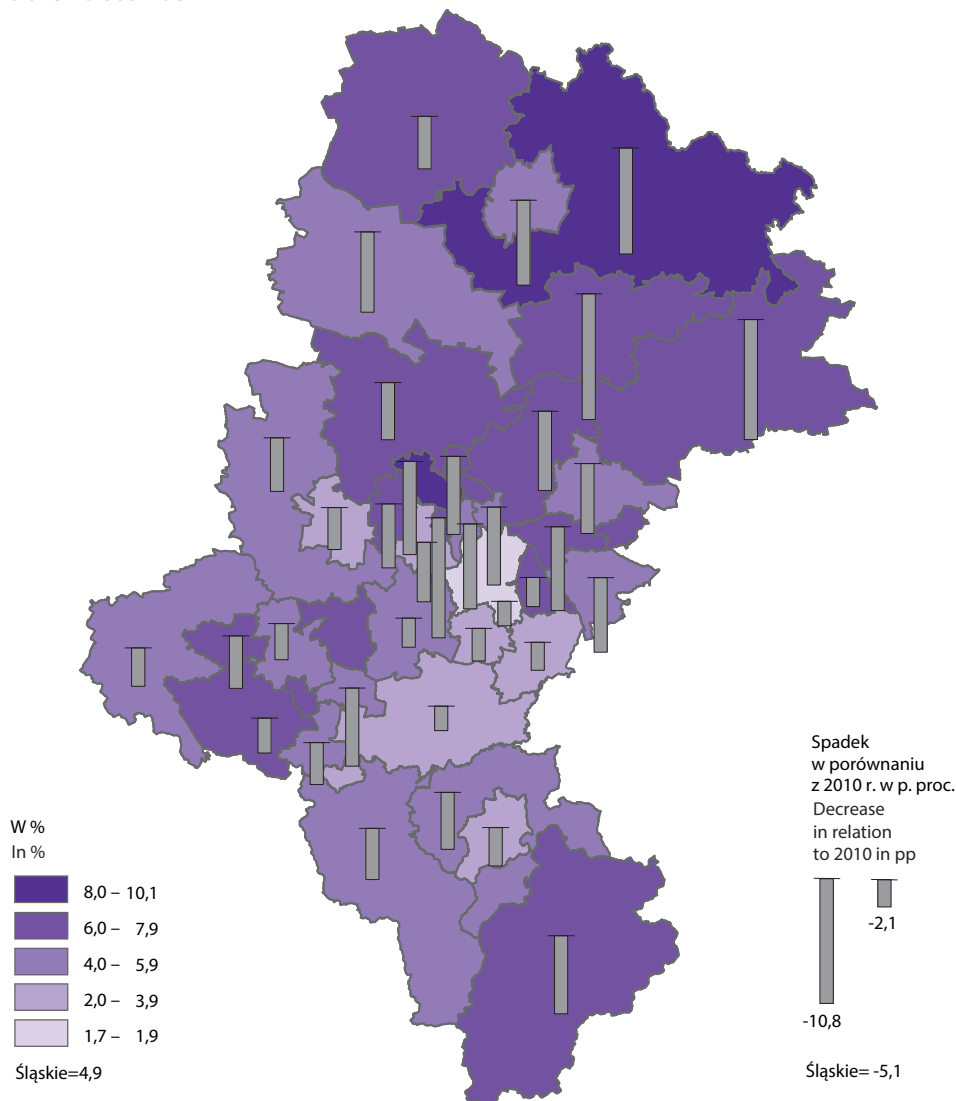 W %
In %
8,0 – 10,1
6,0 – 7,9
4,0 – 5,9
2,0 – 3,9
1,7 – 1,9
Śląskie=4,9
Spadek
w porównaniu
z 2010 r. w p. proc.
Decrease
in relation
to 2010 in pp
-2,1
-10,8
Śląskie= -5,1